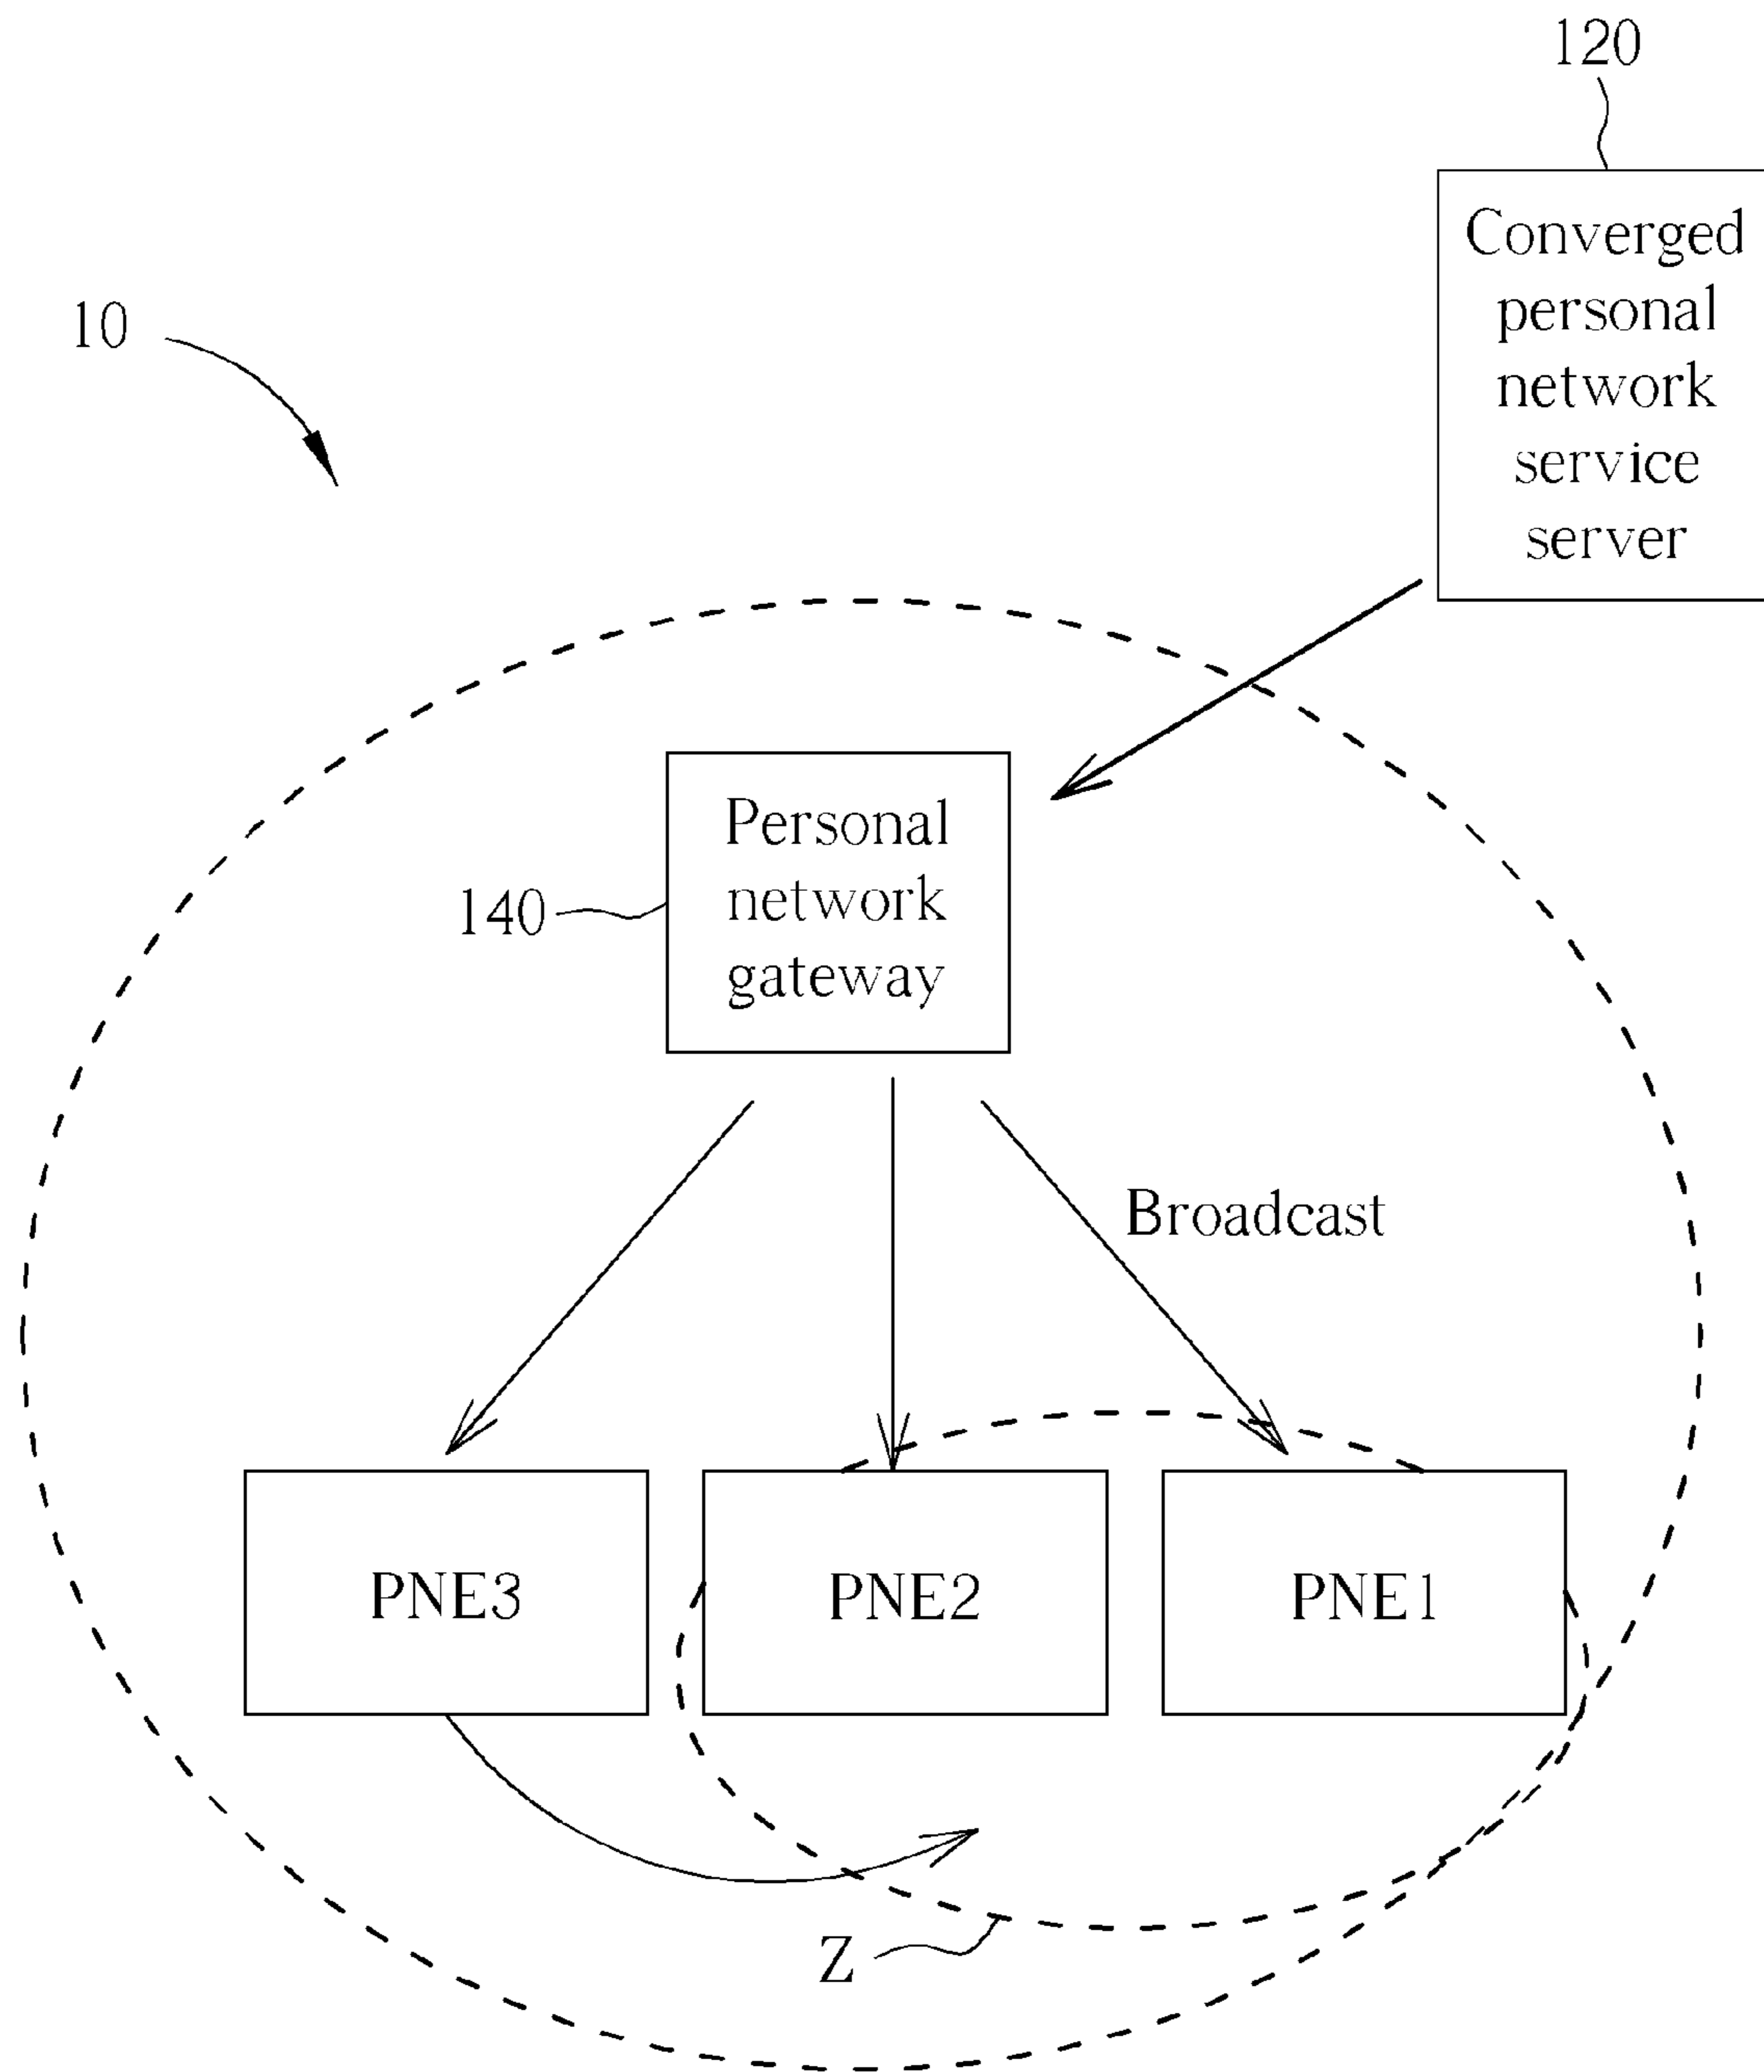 120
Converged
personal
network
service
server
10
Personal
network
gateway
140
Broadcast
PNE3
PNE2
PNE1
Z